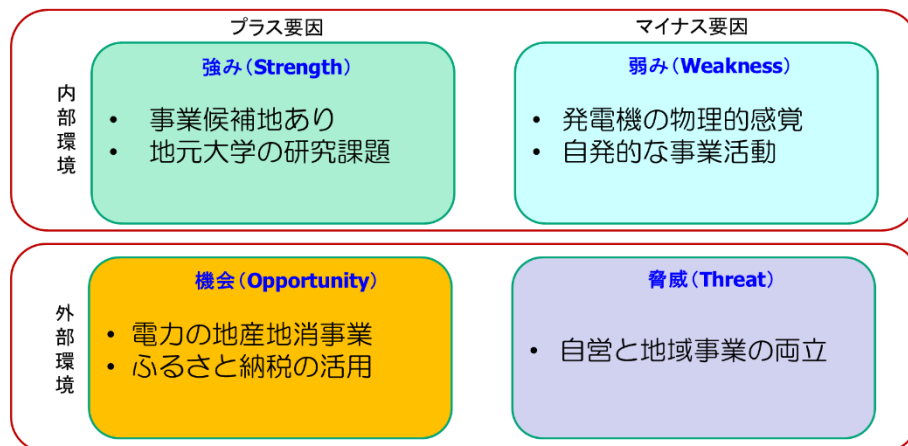 プラス要因
マイナス要因
内部環境
強み(Strength)
• 事業候補地あり
• 地元大学の研究課題
弱み(Weakness)
• 発電機の物理的感覚
• 自発的な事業活動
外部環境
機会(Opportunity)
• 電力の地産地消事業
• ふるさと納税の活用
脅威(Threat)
• 自営と地域事業の両立